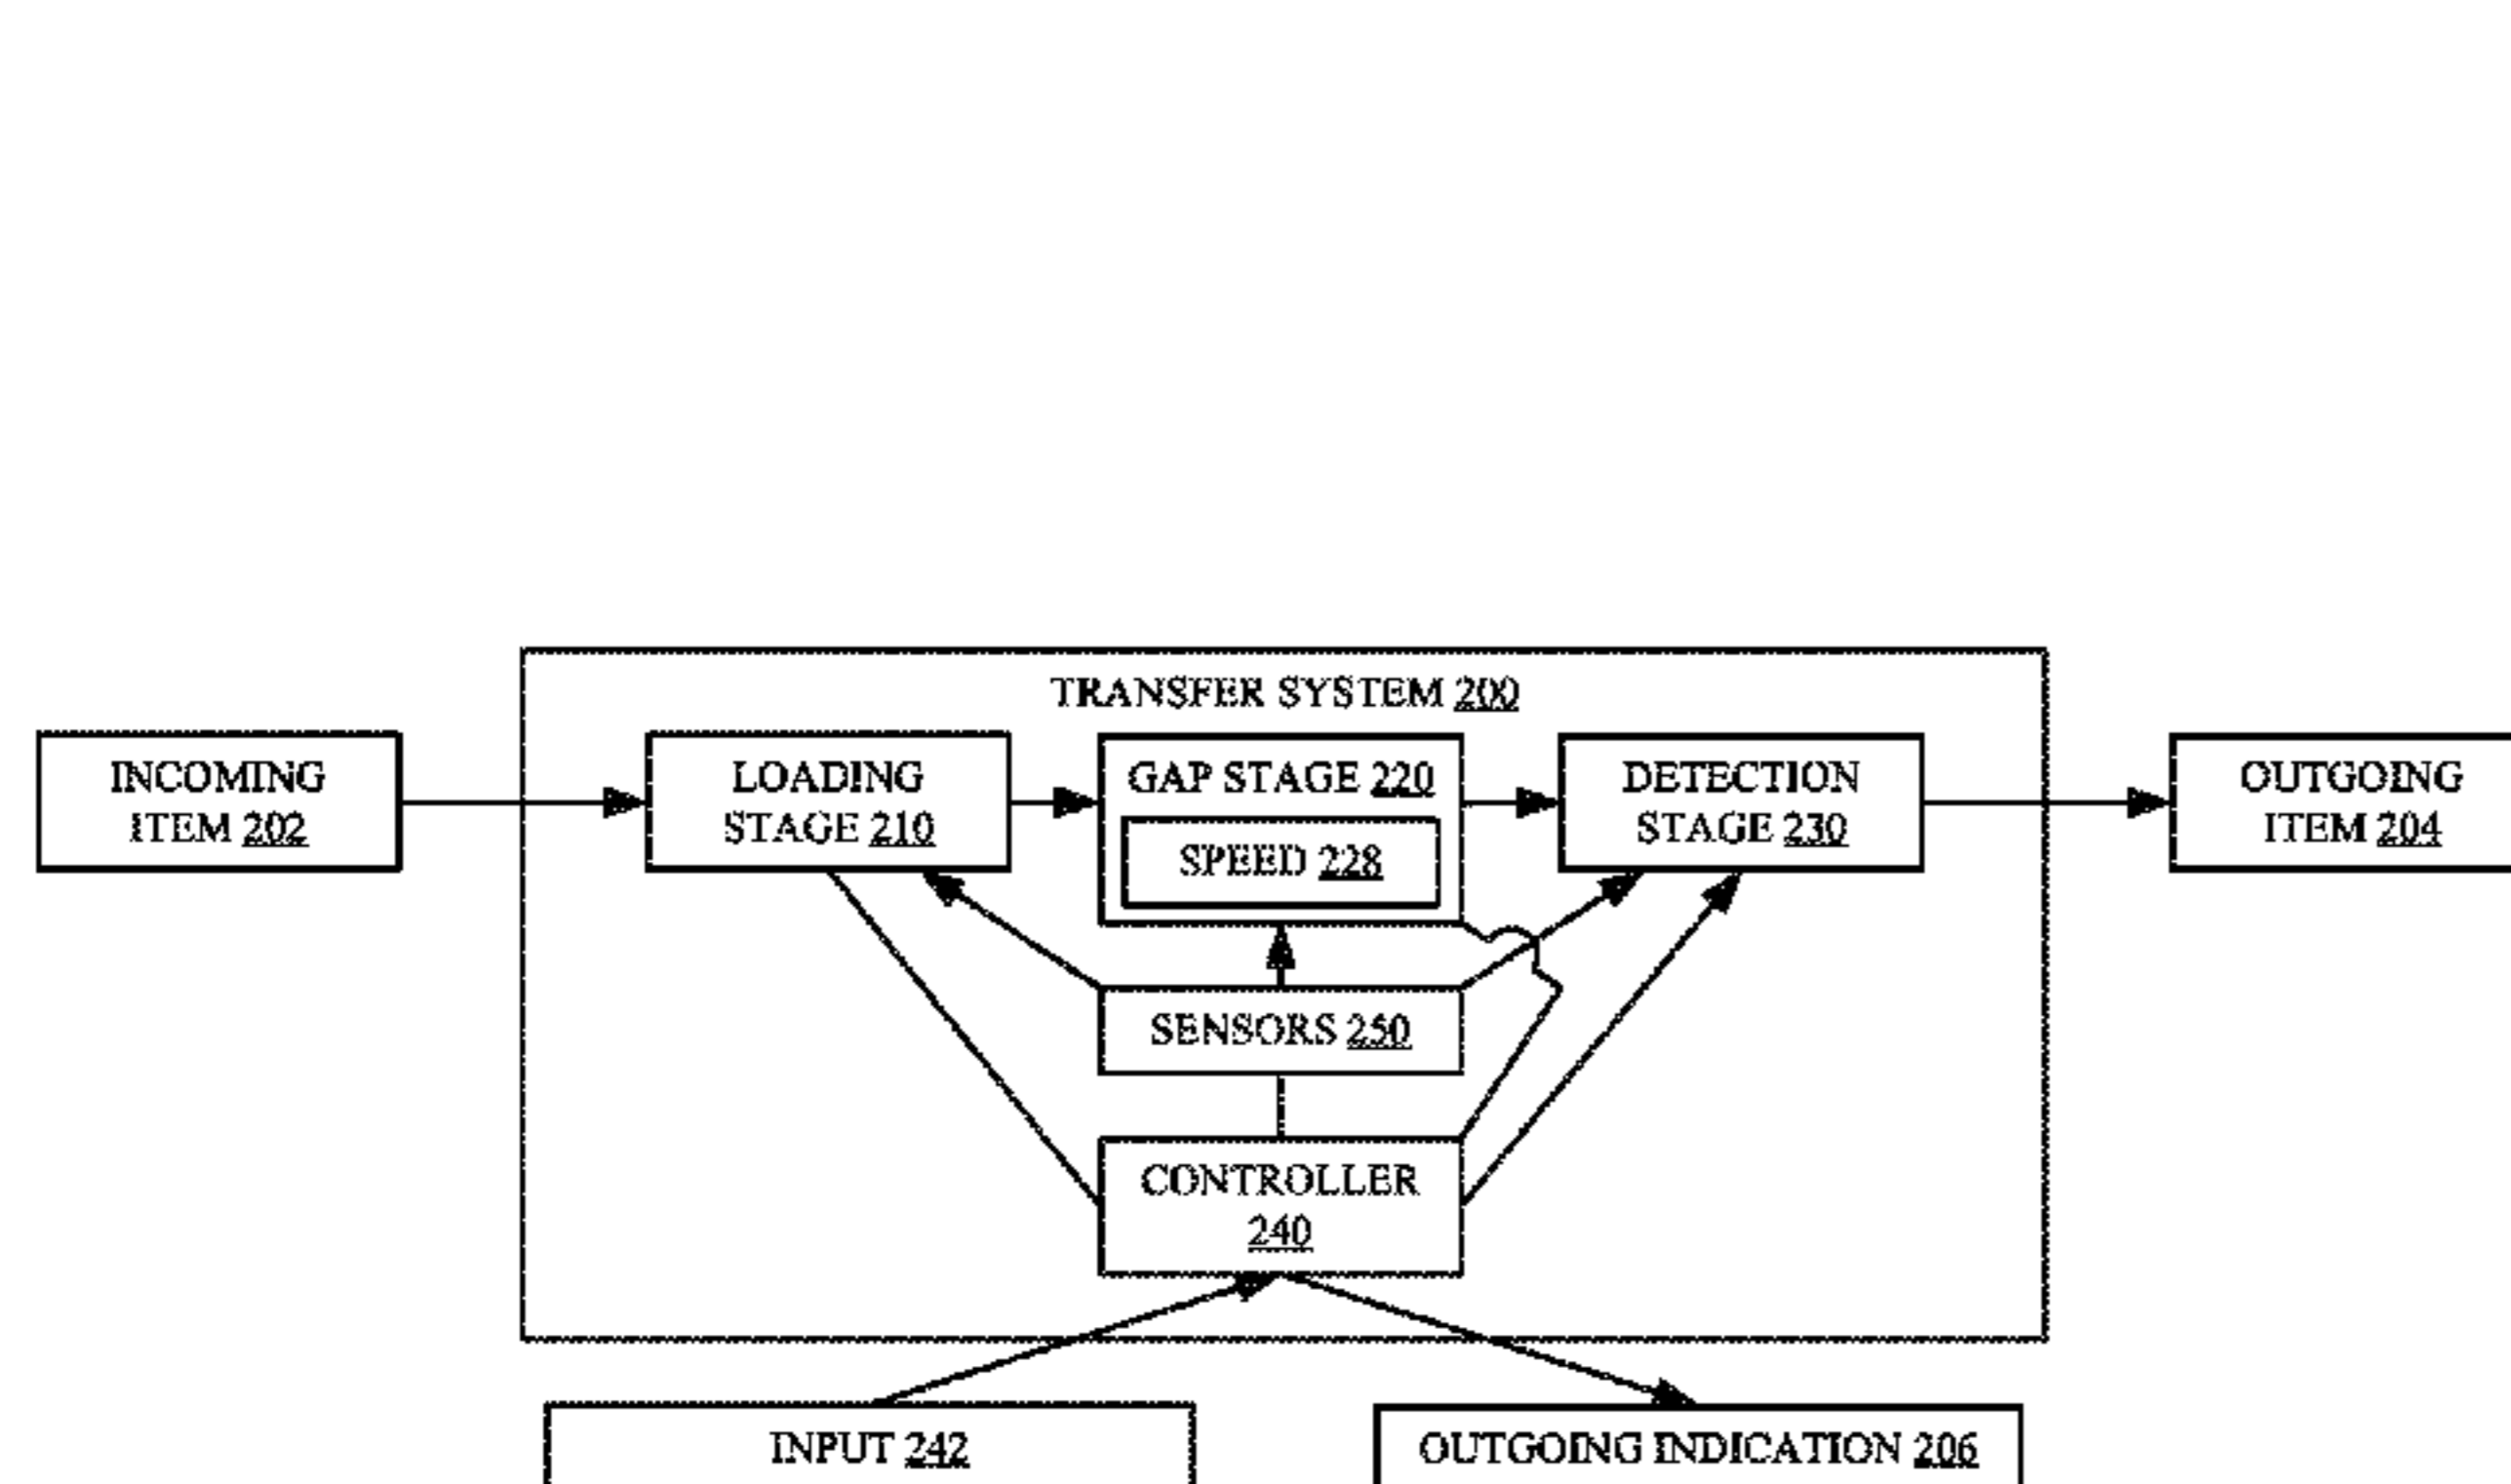 TRANSFER SYSTEM 200
INCOMING
ITEM 202
LOADING
STAGE 210
GAP STAGE 220
SPEED 228
DETECTION
STAGE 230
OUTGOING
ITEM 204
SENSORS 250
CONTROLLER
240
INPUT 242
OUTGOING INDICATION 206